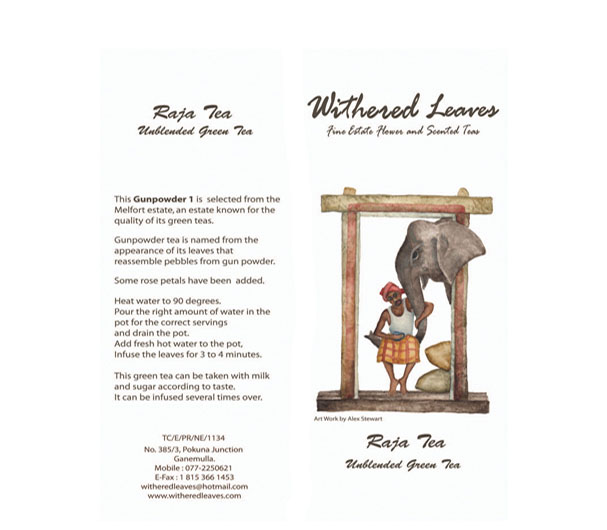 Raja Tea
Unblended Green Tea
This Gunpowder 1 is selected from the
Melfort estate, an estate known for the
quality of its green teas.
Gunpowder tea is named from the
appearance of its leaves that
reassemble pebbles from gun powder.
Some rose petals have been added.
Heat water to 90 degrees.
Pour the right amount of water in the
pot for the correct servings
and drain the pot.
Add fresh hot water to the pot,
Infuse the leaves for 3 to 4 minutes.
This green tea can be taken with milk
and sugar according to taste.
It can be infused several times over.
TC/E/PR/NE/1134
No. 385/3, Pokuna Junction
Ganemulla.
Mobile : 077-2250621
E-Fax : 1 815 366 1453
witheredleaves@hotmail.com
www.witheredleaves.com
Withered Leaves
Fine Estate Flower and Scented Teas
Art Work by Alex Stewart
Raja Tea
Unblended Green Tea